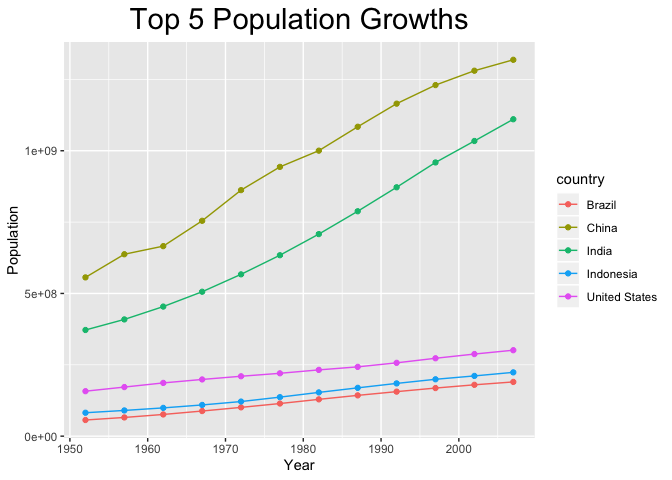 Top 5 Population Growths
Population
1e+09
5e+08
0e+00
1950 1960 1970 1980 1990 2000
Year
country
Brazil
China
India
Indonesia
United States